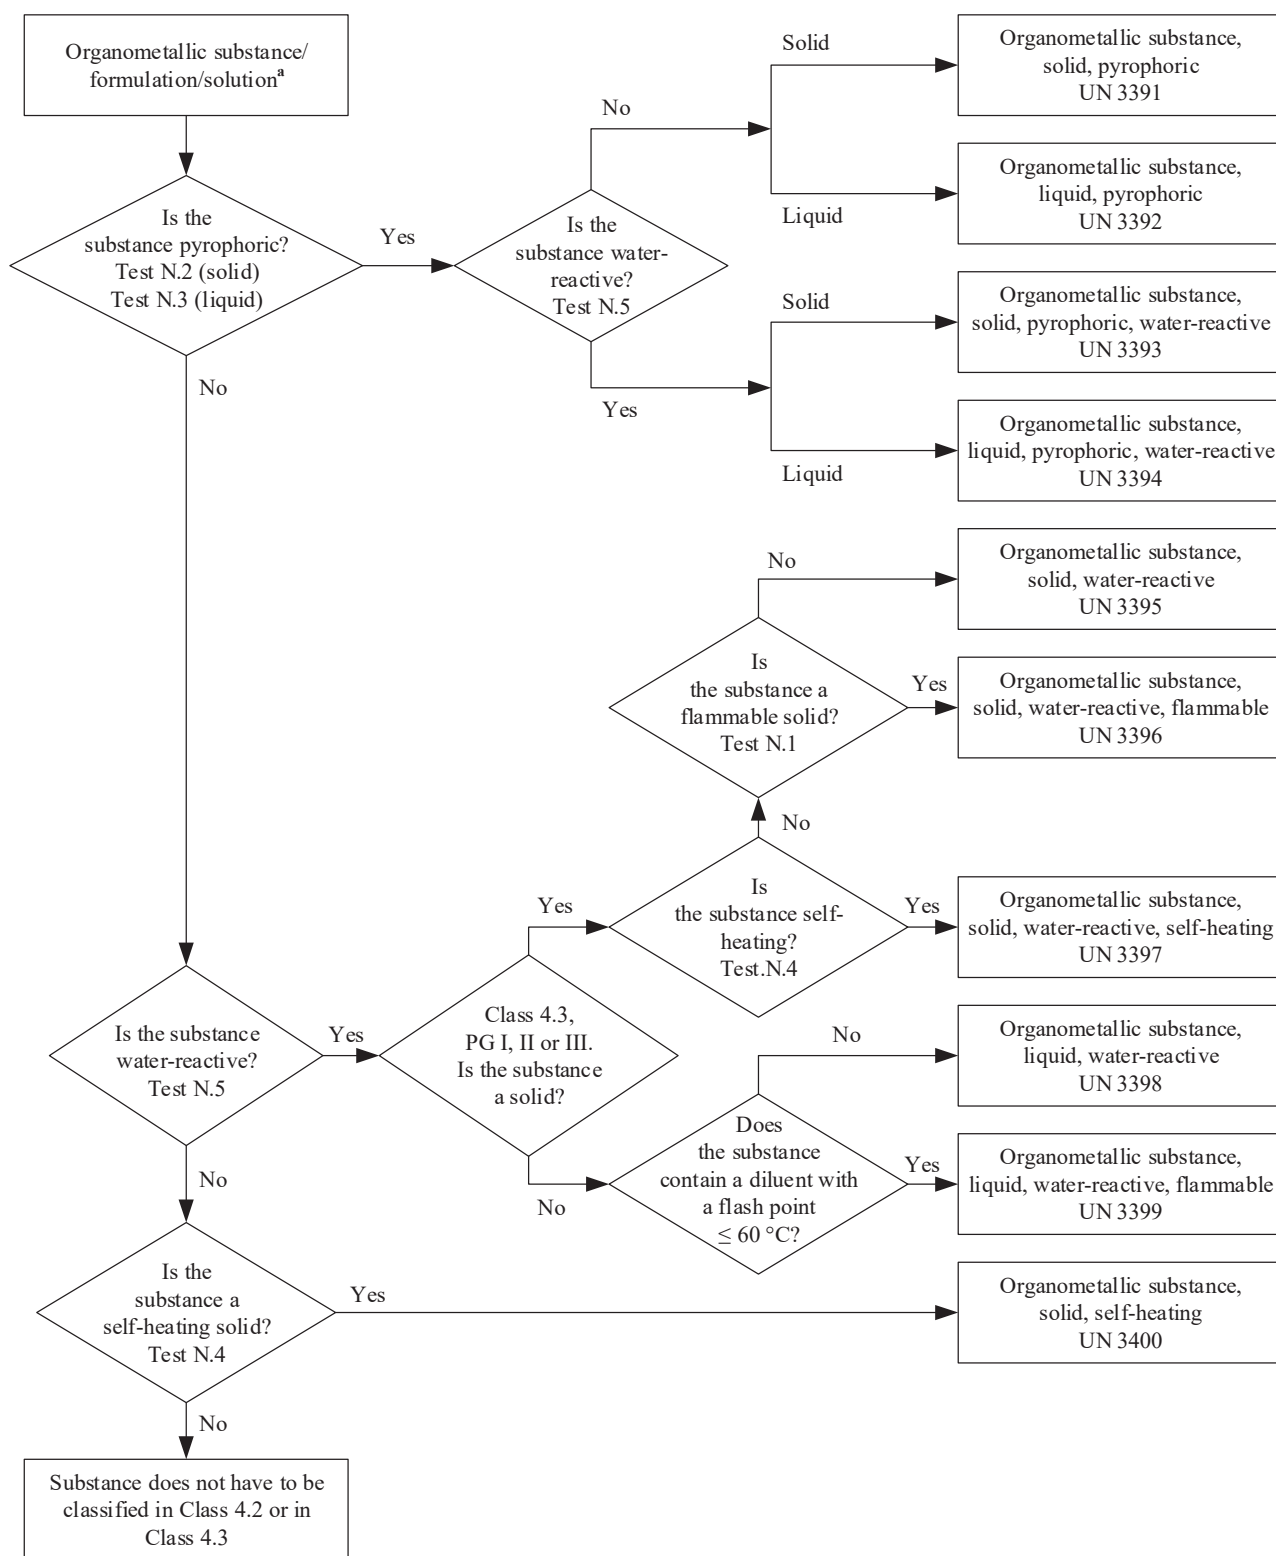 Organometallic substance/
formulation/solutionᵃ
Is the
substance pyrophoric?
Test N.2 (solid)
Test N.3 (liquid)
Yes
No
Is the
substance water-
reactive?
Test N.5
No
Yes
Solid
Liquid
Organometallic substance,
solid, pyrophoric
UN 3391
Organometallic substance,
liquid, pyrophoric
UN 3392
Solid
Liquid
Organometallic substance,
solid, pyrophoric, water-reactive
UN 3393
Organometallic substance,
liquid, pyrophoric, water-reactive
UN 3394
No
Organometallic substance,
solid, water-reactive
UN 3395
Is
the substance a
flammable solid?
Test N.1
Yes
Organometallic substance,
solid, water-reactive, flammable
UN 3396
No
Is
the substance self-
heating?
Test.N.4
Yes
Organometallic substance,
solid, water-reactive, self-heating
UN 3397
Is the substance
water-reactive?
Test N.5
Yes
No
Class 4.3,
PG I, II or III.
Is the substance
a solid?
Yes
No
Does
the substance
contain a diluent with
a flash point
≤ 60 °C?
No
Organometallic substance,
liquid, water-reactive
UN 3398
Yes
Organometallic substance,
liquid, water-reactive, flammable
UN 3399
Is the
substance a
self-heating solid?
Test N.4
Yes
Organometallic substance,
solid, self-heating
UN 3400
No
Substance does not have to be
classified in Class 4.2 or in
Class 4.3